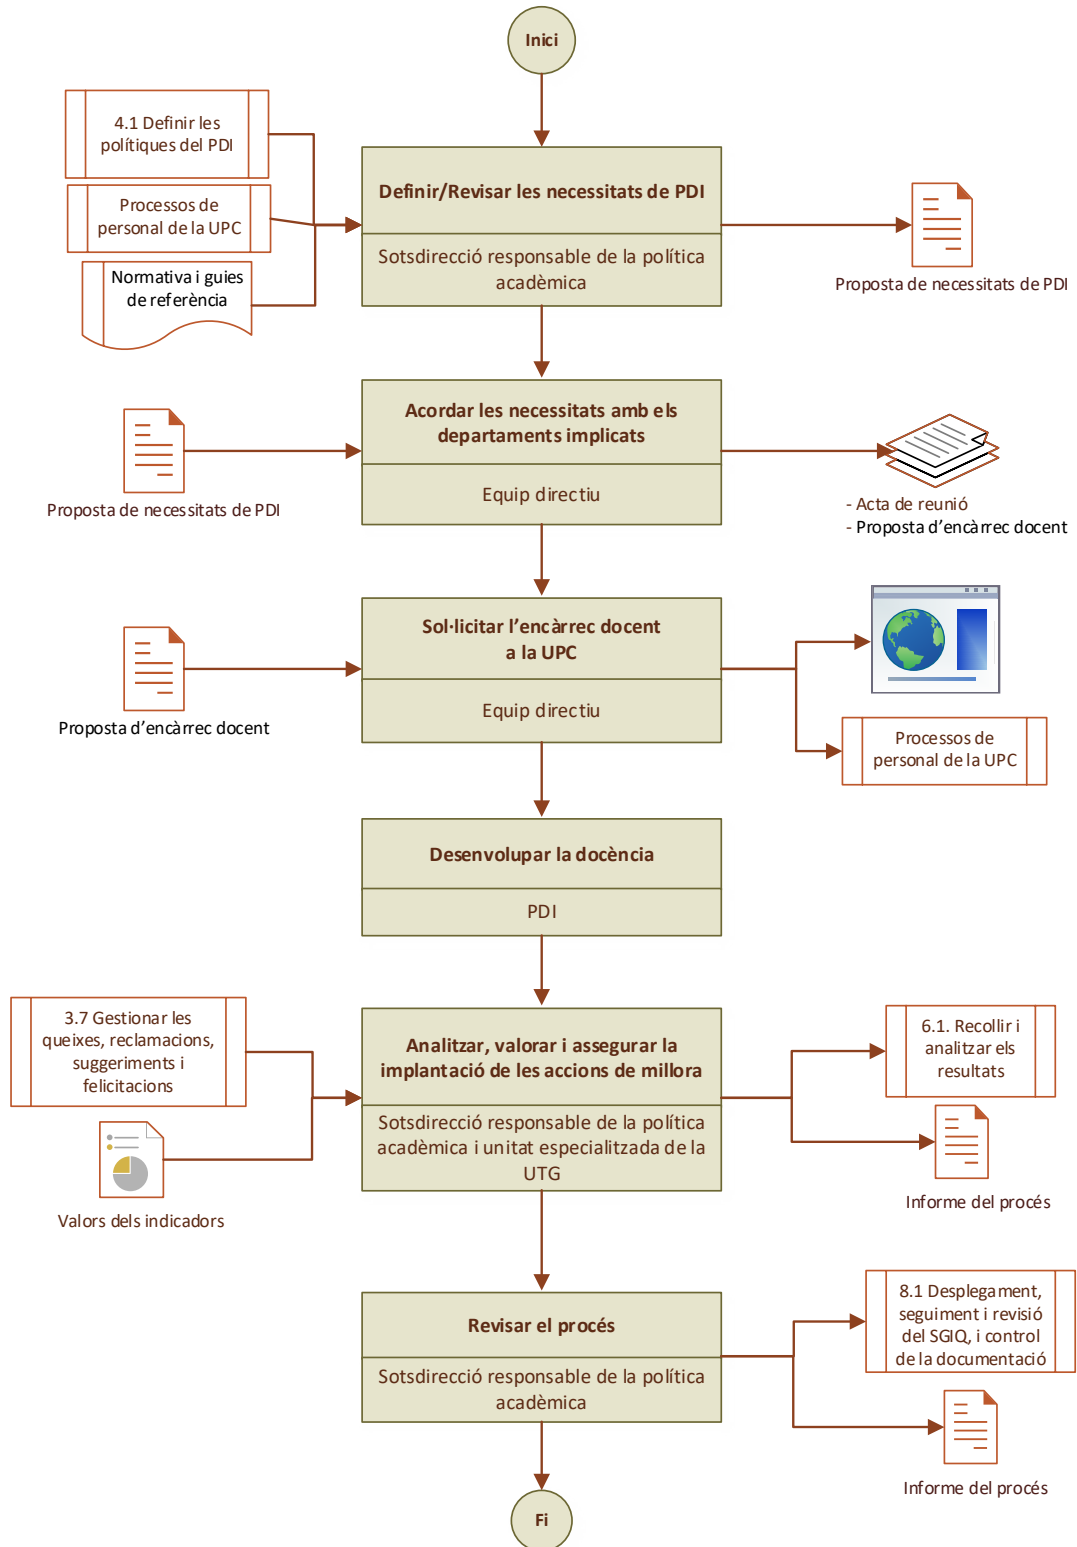 Inici
4.1 Definir les
polítiques del PDI
Processos de
personal de la UPC
Normativa i guies
de referència
Definir/Revisar les necessitats de PDI
Sotsdirecció responsable de la política
acadèmica
Proposta de necessitats de PDI
Proposta de necessitats de PDI
Acordar les necessitats amb els
departaments implicats
Equip directiu
- Acta de reunió
- Proposta d'encàrrec docent
Proposta d'encàrrec docent
Sol·licitar l'encàrrec docent
a la UPC
Equip directiu
Processos de
personal de la UPC
Desenvolupar la docència
PDI
3.7 Gestionar les
queixes, reclamacions,
suggeriments i
felicitacions
Valors dels indicadors
Analitzar, valorar i assegurar la
implantació de les accions de millora
Sotsdirecció responsable de la política
acadèmica i unitat especialitzada de la
UTG
6.1. Recollir i
analitzar els
resultats
Informe del procés
Revisar el procés
Sotsdirecció responsable de la política
acadèmica
8.1 Desplegament,
seguiment i revisió
del SGIQ, i control
de la documentació
Informe del procés
Fi